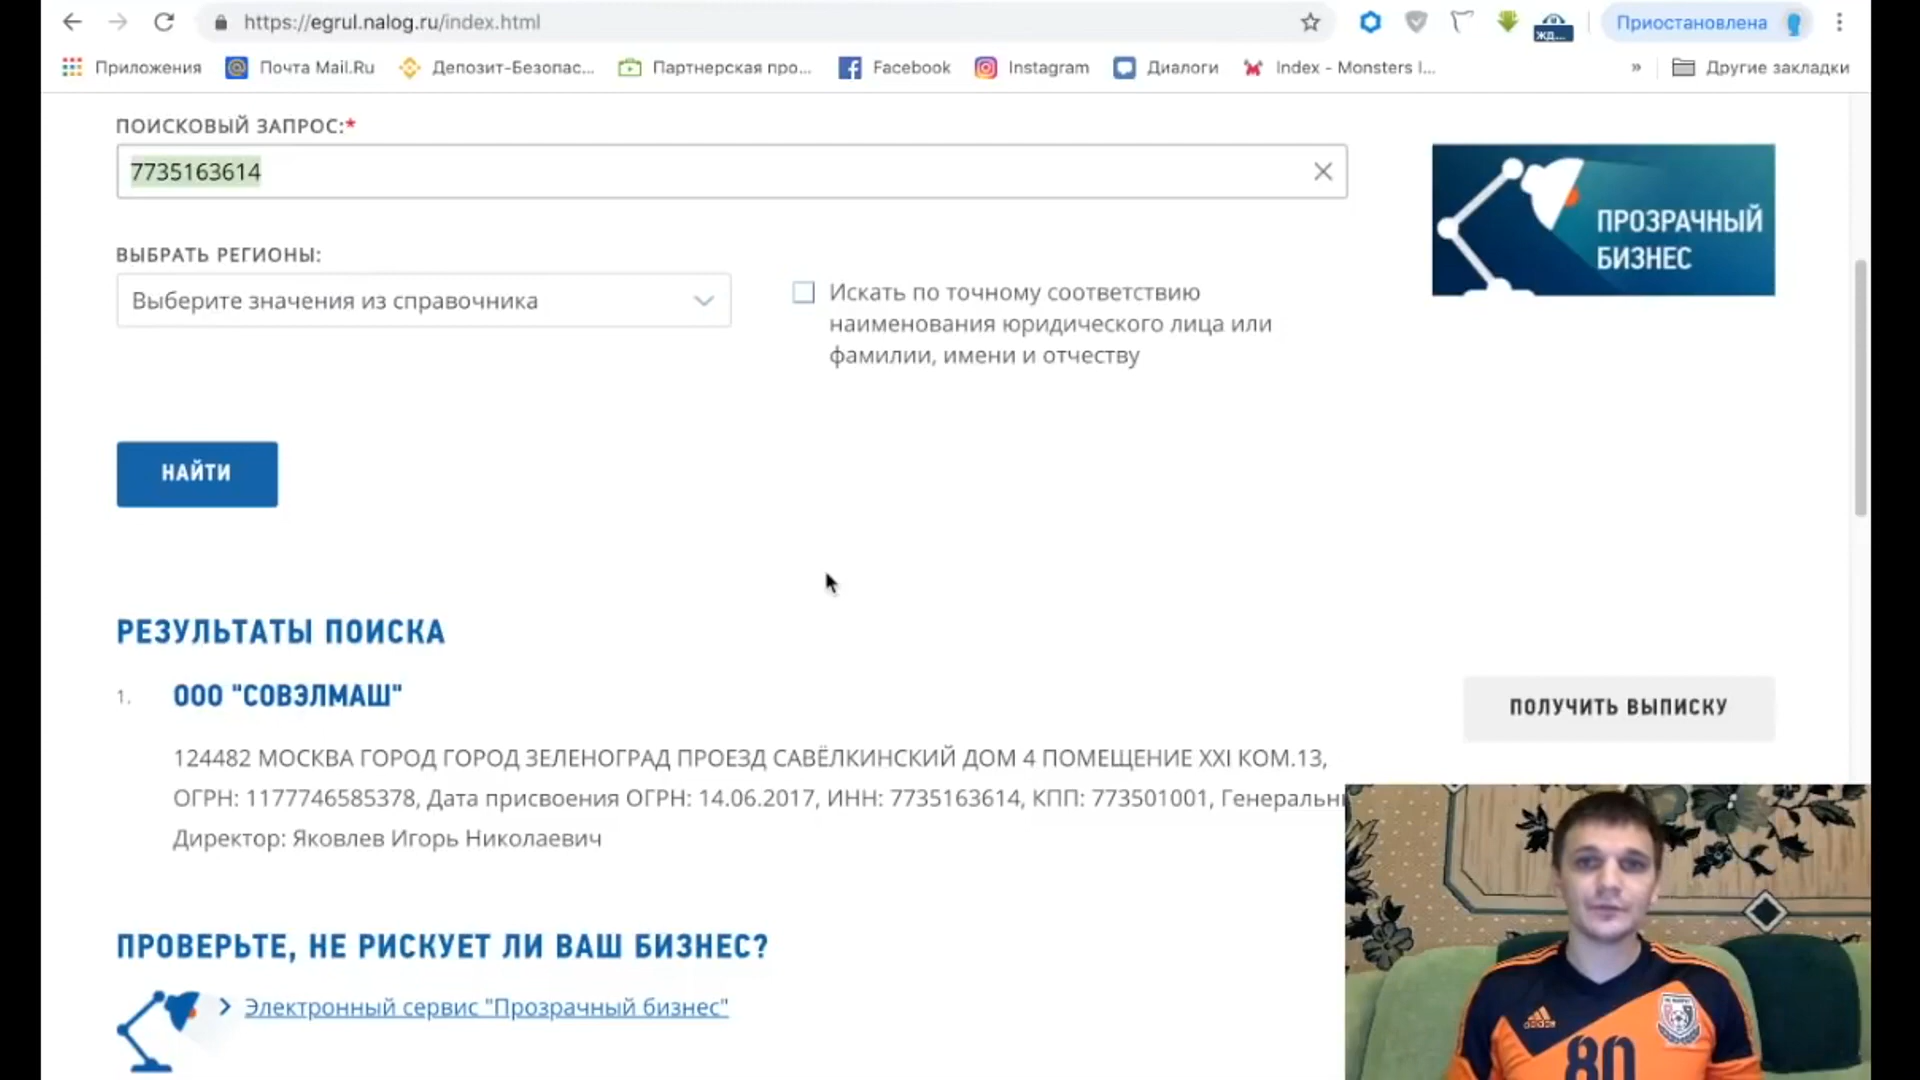 https://egrul.nalog.ru/index.html
жд...
Приостановлена
Приложения
Почта Mail.Ru
Депозит-Безопас...
Партнерская про...
Facebook
Instagram
Диалоги
Index - Monsters I...
»
Другие закладки
ПОИСКОВЫЙ ЗАПРОС:*
7735163614
ПРОЗРАЧНЫЙ
БИЗНЕС
ВЫБРАТЬ РЕГИОНЫ:
Выберите значения из справочника
Искать по точному соответствию
наименования юридического лица или
фамилии, имени и отчеству
НАЙТИ
РЕЗУЛЬТАТЫ ПОИСКА
1. ООО "СОВЭЛМАШ"
ПОЛУЧИТЬ ВЫПИСКУ
124482 МОСКВА ГОРОД ГОРОД ЗЕЛЕНОГРАД ПРОЕЗД САВЁЛКИНСКИЙ ДОМ 4 ПОМЕЩЕНИЕ XXI КОМ.13,
ОГРН: 1177746585378, Дата присвоения ОГРН: 14.06.2017, ИНН: 7735163614, КПП: 773501001, Генеральн
Директор: Яковлев Игорь Николаевич
ПРОВЕРЬТЕ, НЕ РИСКУЕТ ЛИ ВАШ БИЗНЕС?
Электронный сервис "Прозрачный бизнес"
adidas
80